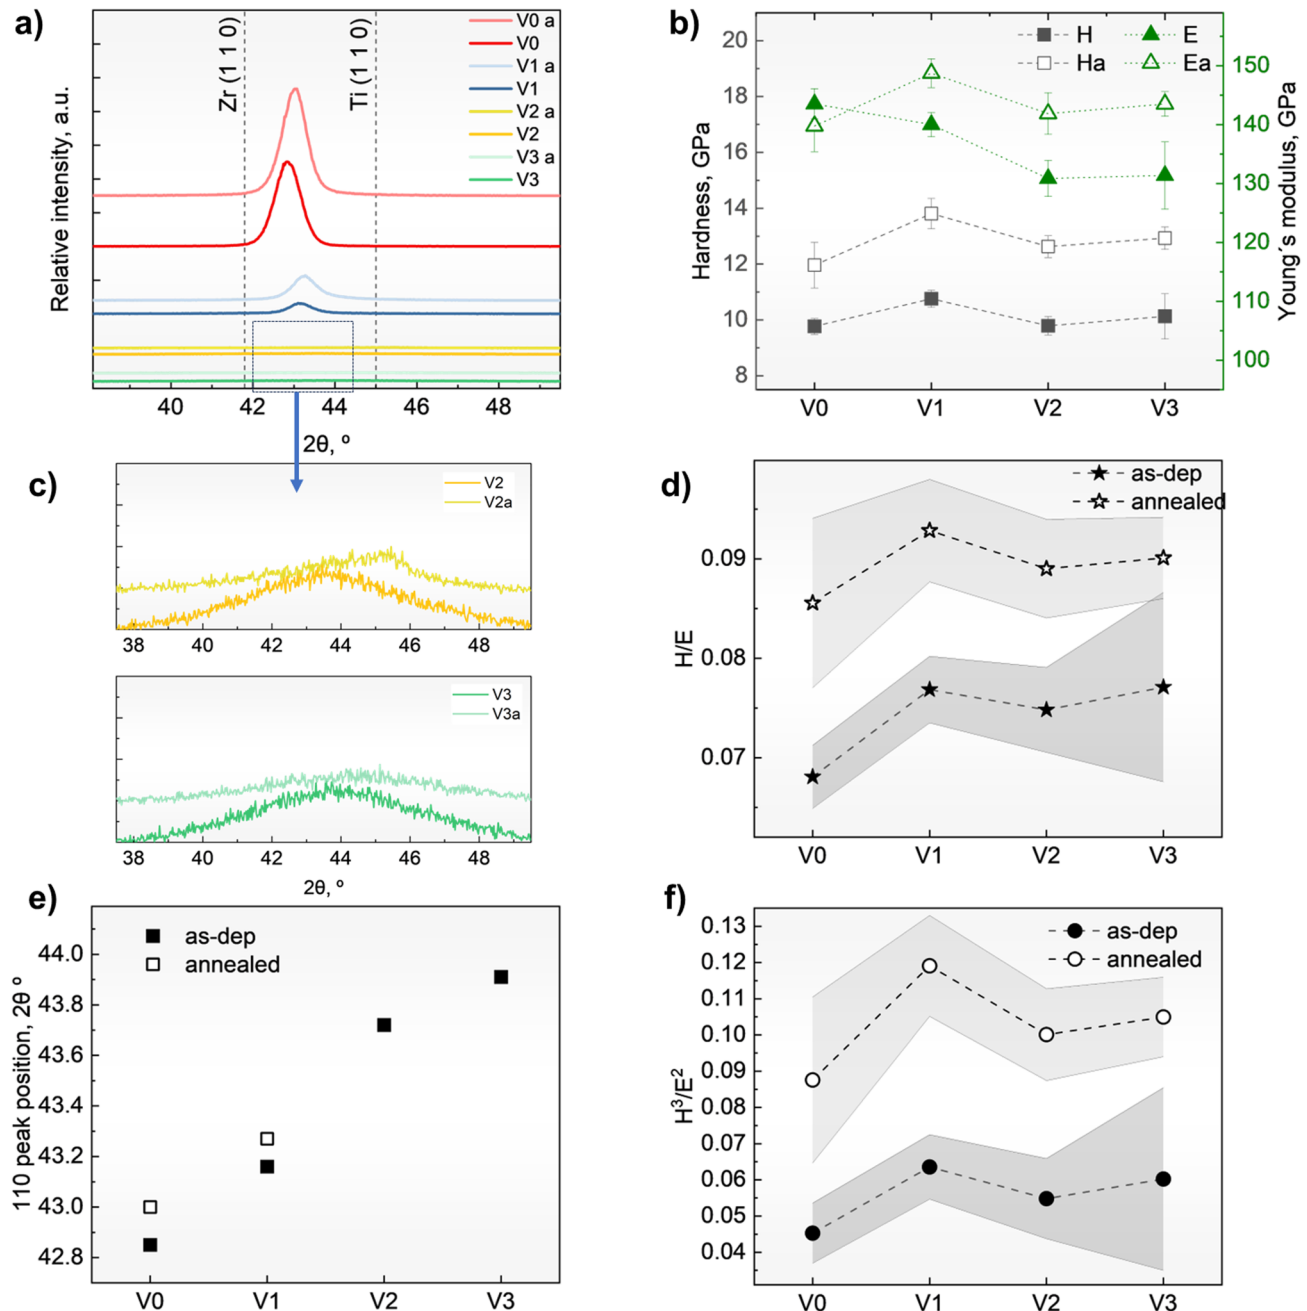 a)
V0 a
V0
V1 a
V1
V2 a
V2
V3 a
V3
Zr (1 1 0)
Ti (1 1 0)
Relative intensity, a.u.
40 42 44 46 48
2θ, º
b)
H E
Ha Ea
20
18
16
14
12
10
8
Hardness, GPa
150
140
130
120
110
100
Young´s modulus, GPa
V0 V1 V2 V3
c)
V2
V2a
38 40 42 44 46 48
V3
V3a
38 40 42 44 46 48
2θ, º
d)
as-dep
annealed
0.09
0.08
0.07
H/E
V0 V1 V2 V3
e)
as-dep
annealed
44.0
43.8
43.6
43.4
43.2
43.0
42.8
110 peak position, 2θ º
V0 V1 V2 V3
f)
as-dep
annealed
0.13
0.12
0.11
0.10
0.09
0.08
0.07
0.06
0.05
0.04
H³/E²
V0 V1 V2 V3